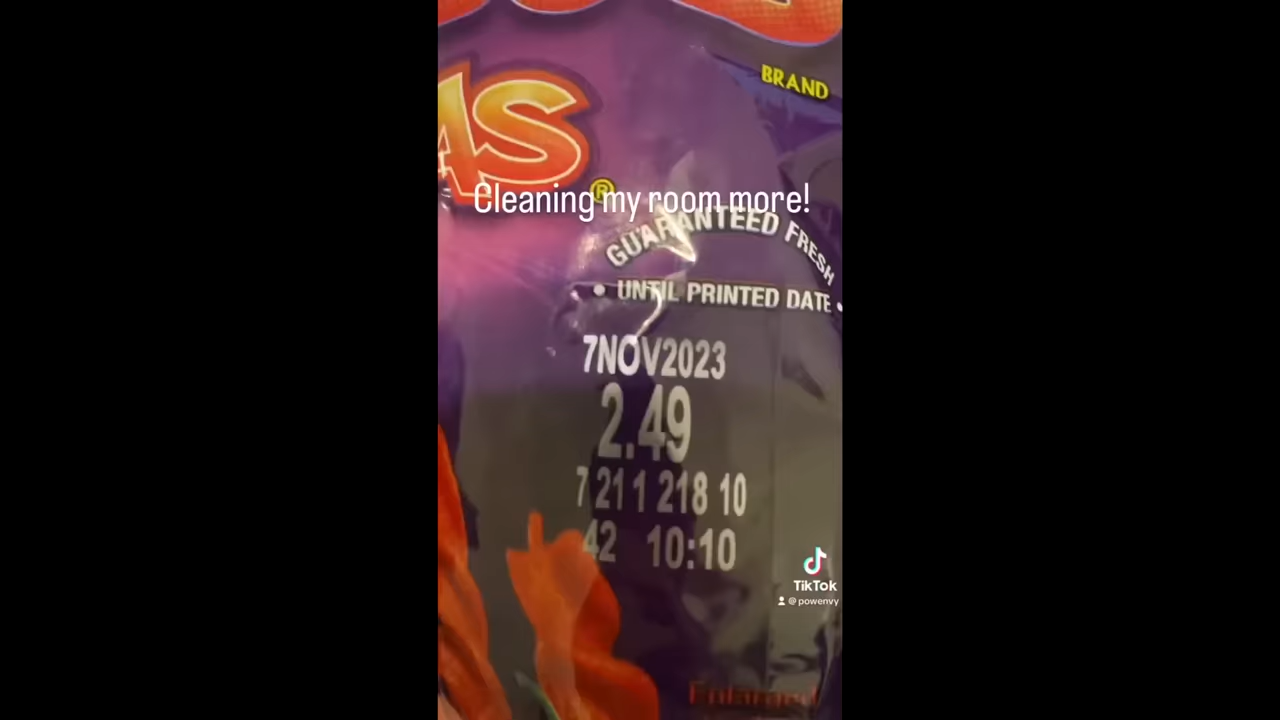 BRAND
AS
®
Cleaning my room more!
GUARANTEED FRESH
• UNTIL PRINTED DATE •
7NOV2023
2.49
7 21 1 218 10
42 10:10
TikTok
@powenvy
Enlarged